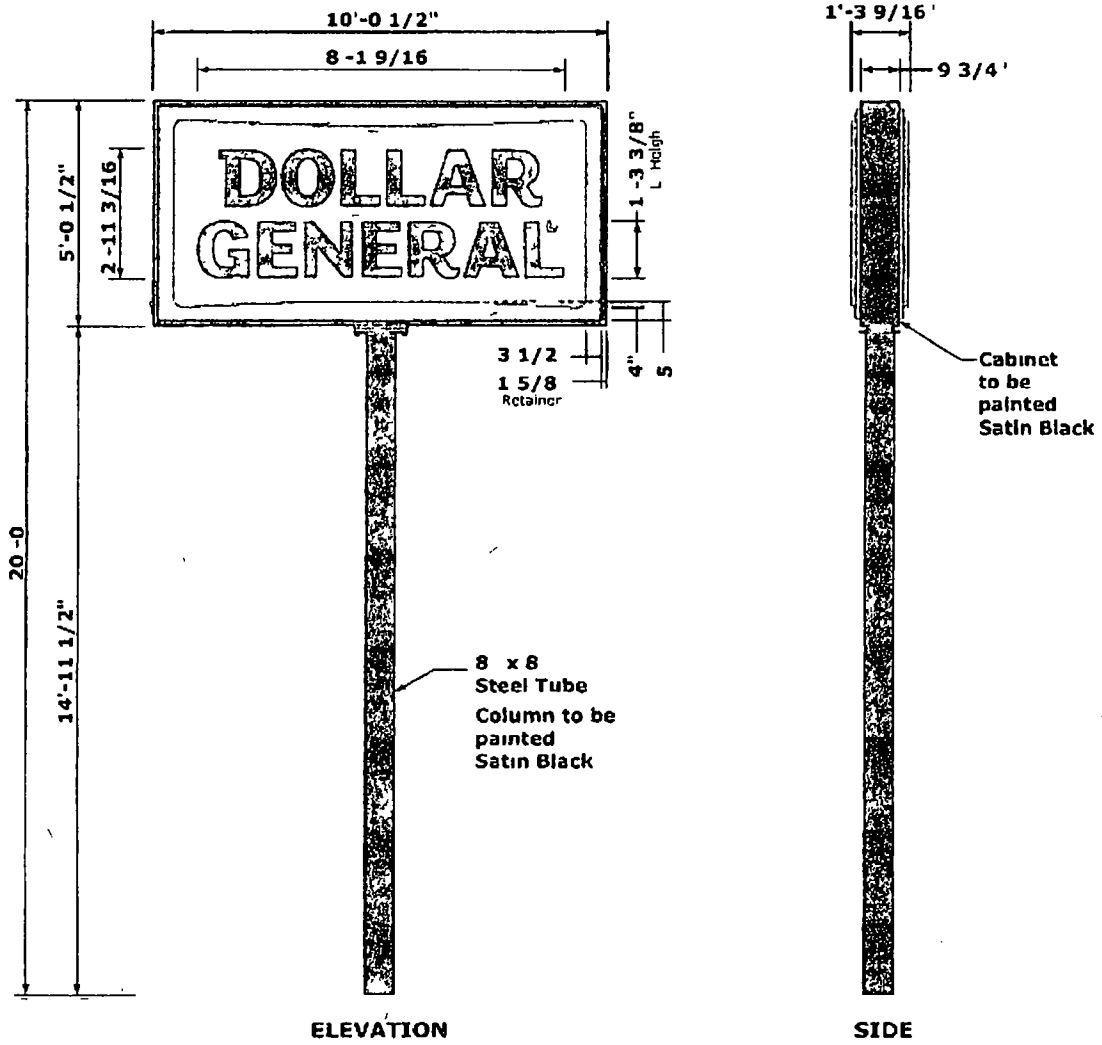 10'-0 1/2"
8 -1 9/16
1'-3 9/16'
9 3/4'
5'-0 1/2"
2 -11 3/16
DOLLAR
GENERAL
1 -3 3/8"
L Heigh
3 1/2
1 5/8
Retainer
4"
5
Cabinet
to be
painted
Satin Black
20 -0
14'-11 1/2"
8 x 8
Steel Tube
Column to be
painted
Satin Black
ELEVATION
SIDE